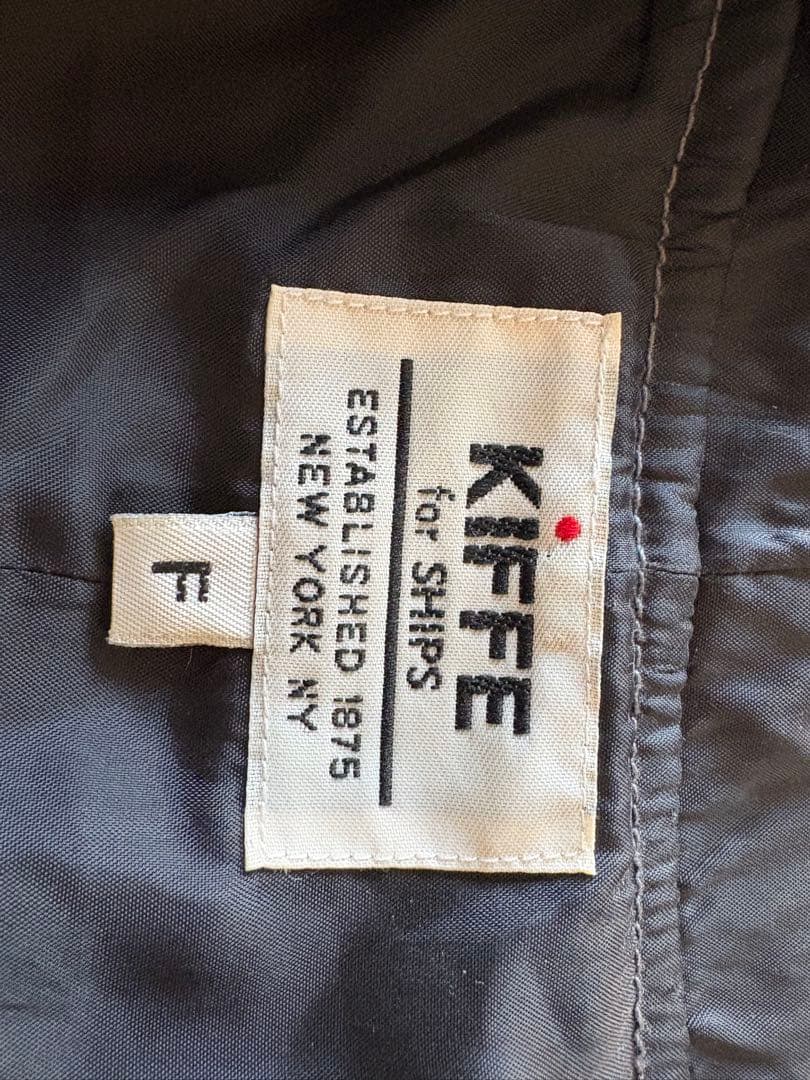 KiFFE
for SHIPS
ESTABLISHED 1875
NEW YORK NY
F